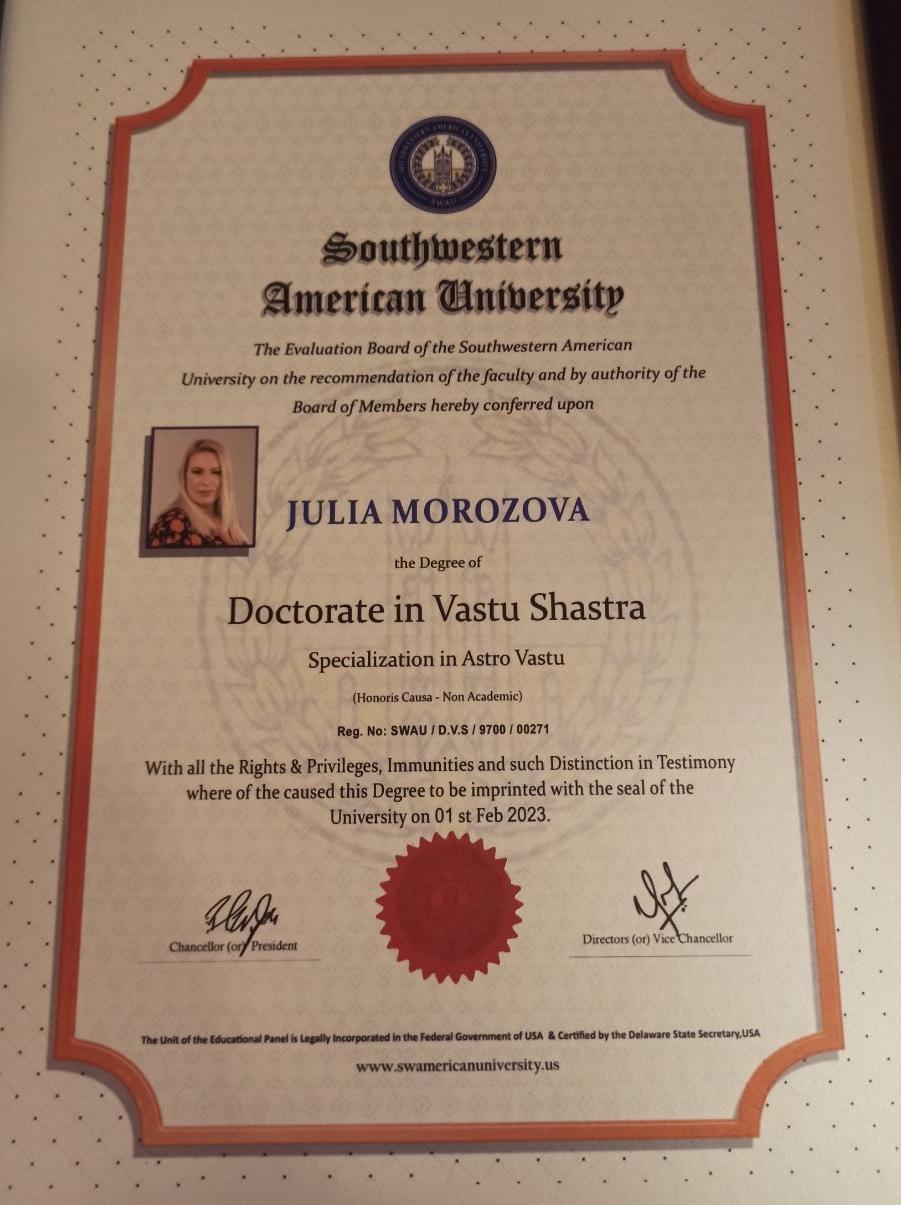 SOUTHWESTERN AMERICAN UNIVERSITY
SWAU
Southwestern
American University
The Evaluation Board of the Southwestern American
University on the recommendation of the faculty and by authority of the
Board of Members hereby conferred upon
JULIA MOROZOVA
the Degree of
Doctorate in Vastu Shastra
Specialization in Astro Vastu
(Honoris Causa - Non Academic)
Reg. No: SWAU / D.V.S / 9700 / 00271
With all the Rights & Privileges, Immunities and such Distinction in Testimony
where of the caused this Degree to be imprinted with the seal of the
University on 01 st Feb 2023.
Chancellor (or) President
Directors (or) Vice Chancellor
The Unit of the Educational Panel is Legally Incorporated in the Federal Government of USA & Certified by the Delaware State Secretary,USA
www.swamericanuniversity.us